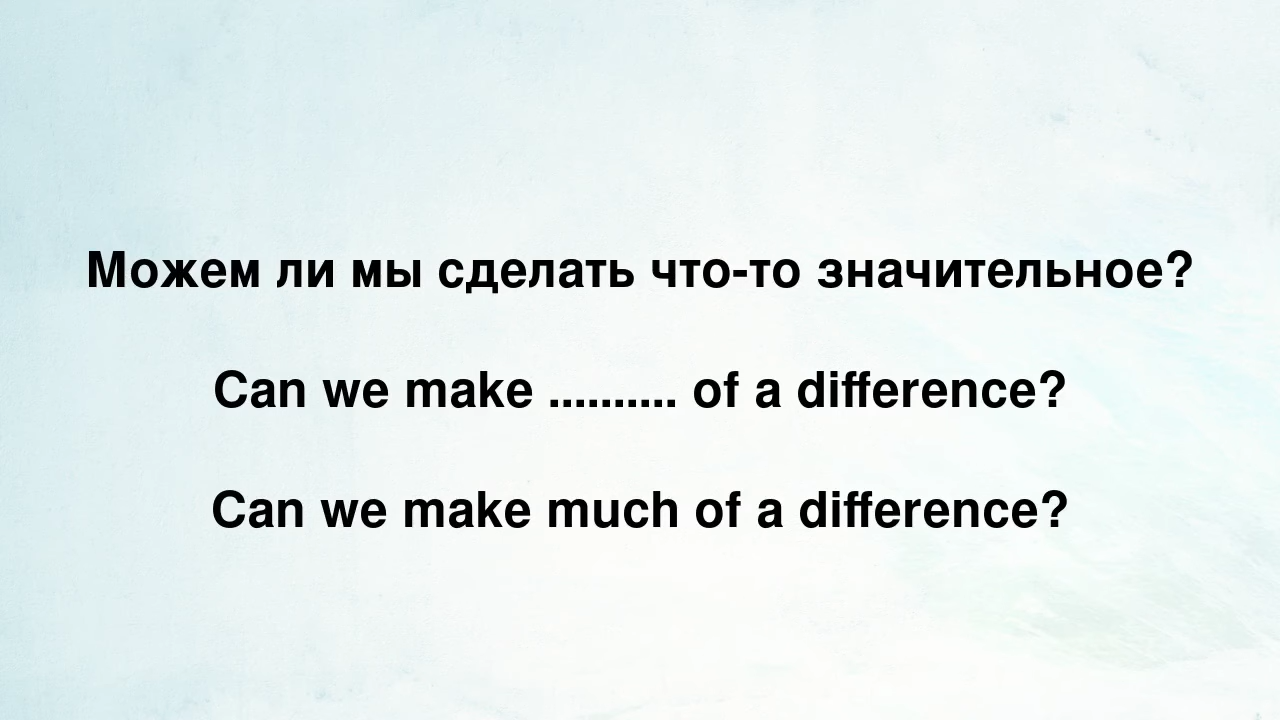 Можем ли мы сделать что-то значительное?
Can we make .......... of a difference?
Can we make much of a difference?